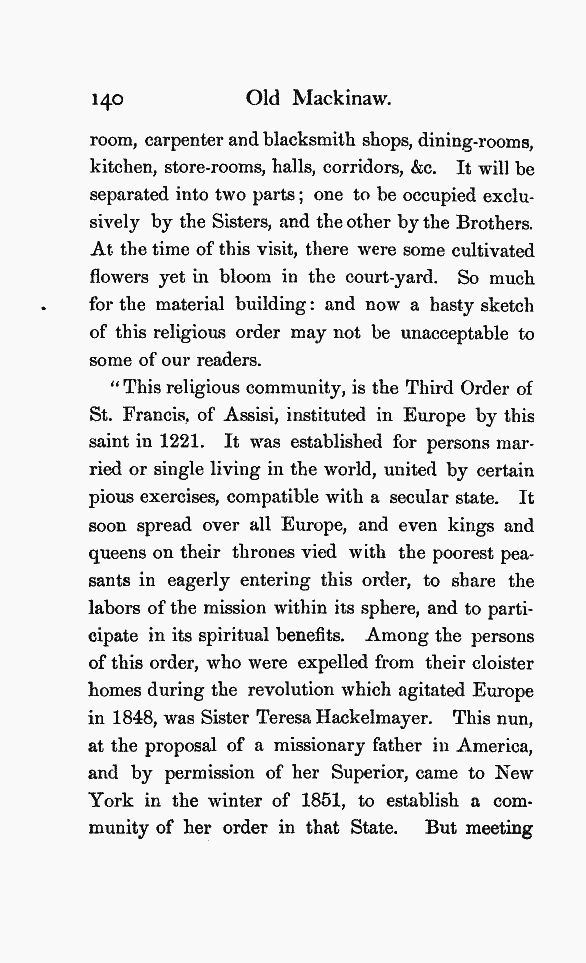 140 Old Mackinaw.
room, carpenter and blacksmith shops, dining-rooms,
kitchen, store-rooms, halls, corridors, &c. It will be
separated into two parts; one to be occupied exclu-
sively by the Sisters, and the other by the Brothers.
At the time of this visit, there were some cultivated
flowers yet in bloom in the court-yard. So much
for the material building: and now a hasty sketch
of this religious order may not be unacceptable to
some of our readers.
"This religious community, is the Third Order of
St. Francis, of Assisi, instituted in Europe by this
saint in 1221. It was established for persons mar-
ried or single living in the world, united by certain
pious exercises, compatible with a secular state. It
soon spread over all Europe, and even kings and
queens on their thrones vied with the poorest pea-
sants in eagerly entering this order, to share the
labors of the mission within its sphere, and to parti-
cipate in its spiritual benefits. Among the persons
of this order, who were expelled from their cloister
homes during the revolution which agitated Europe
in 1848, was Sister Teresa Hackelmayer. This nun,
at the proposal of a missionary father in America,
and by permission of her Superior, came to New
York in the winter of 1851, to establish a com-
munity of her order in that State. But meeting